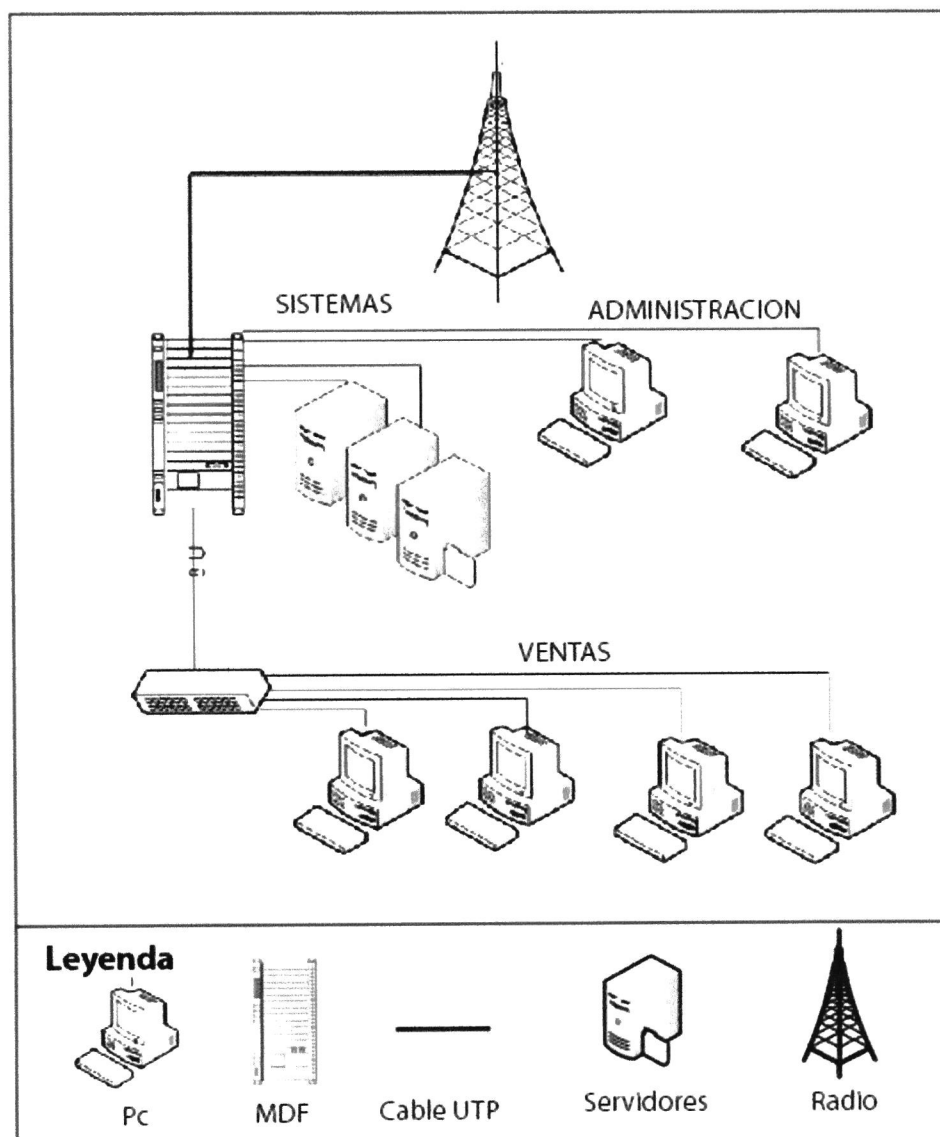 SISTEMAS
ADMINISTRACION
VENTAS
Leyenda
Pc
MDF
Cable UTP
Servidores
Radio